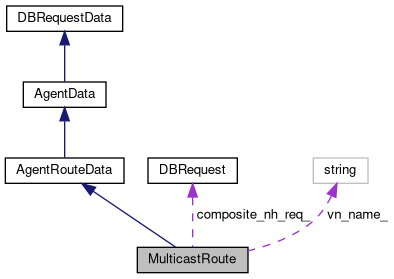 DBRequestData
AgentData
AgentRouteData
DBRequest
string
composite_nh_req_
vn_name_
MulticastRoute